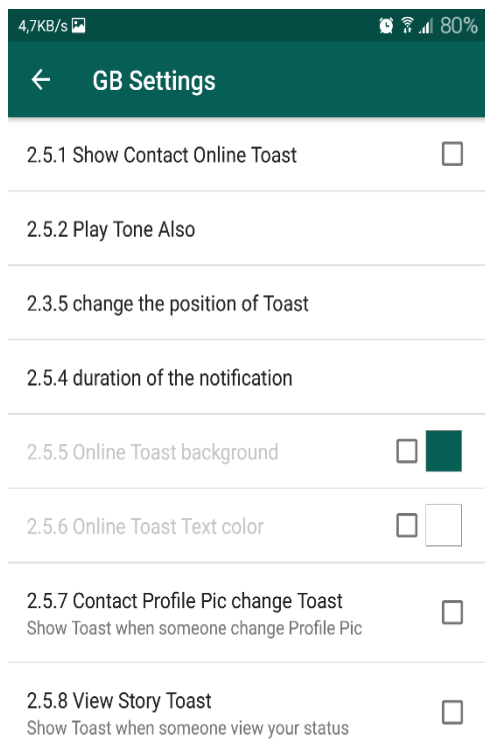 4,7KB/s 80%
GB Settings
2.5.1 Show Contact Online Toast
2.5.2 Play Tone Also
2.3.5 change the position of Toast
2.5.4 duration of the notification
2.5.5 Online Toast background
2.5.6 Online Toast Text color
2.5.7 Contact Profile Pic change Toast
Show Toast when someone change Profile Pic
2.5.8 View Story Toast
Show Toast when someone view your status